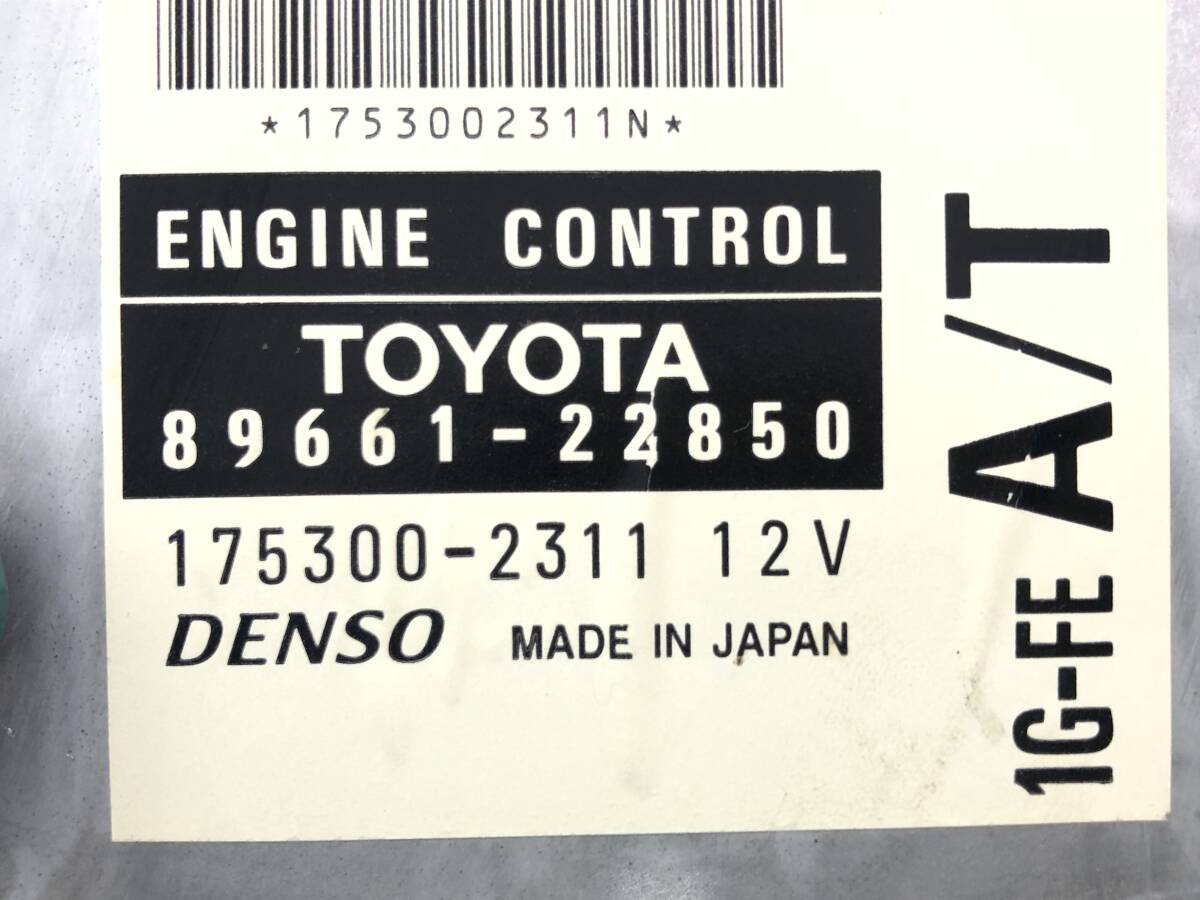 *1753002311N*
ENGINE CONTROL
TOYOTA
89661-22850
175300-2311 12V
DENSO MADE IN JAPAN
1G-FE A/T